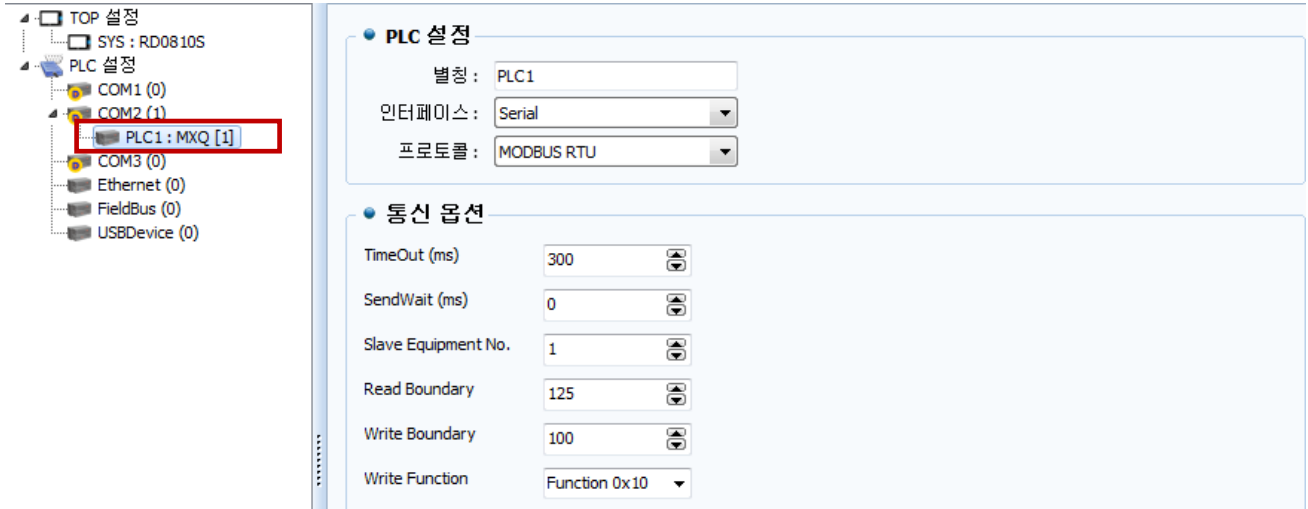 TOP 설정
SYS : RD0810S
PLC 설정
COM1 (0)
COM2 (1)
PLC1 : MXQ [1]
COM3 (0)
Ethernet (0)
FieldBus (0)
USBDevice (0)
PLC 설정
별칭 : PLC1
인터페이스 : Serial
프로토콜 : MODBUS RTU
통신 옵션
TimeOut (ms) 300
SendWait (ms) 0
Slave Equipment No. 1
Read Boundary 125
Write Boundary 100
Write Function Function 0x10